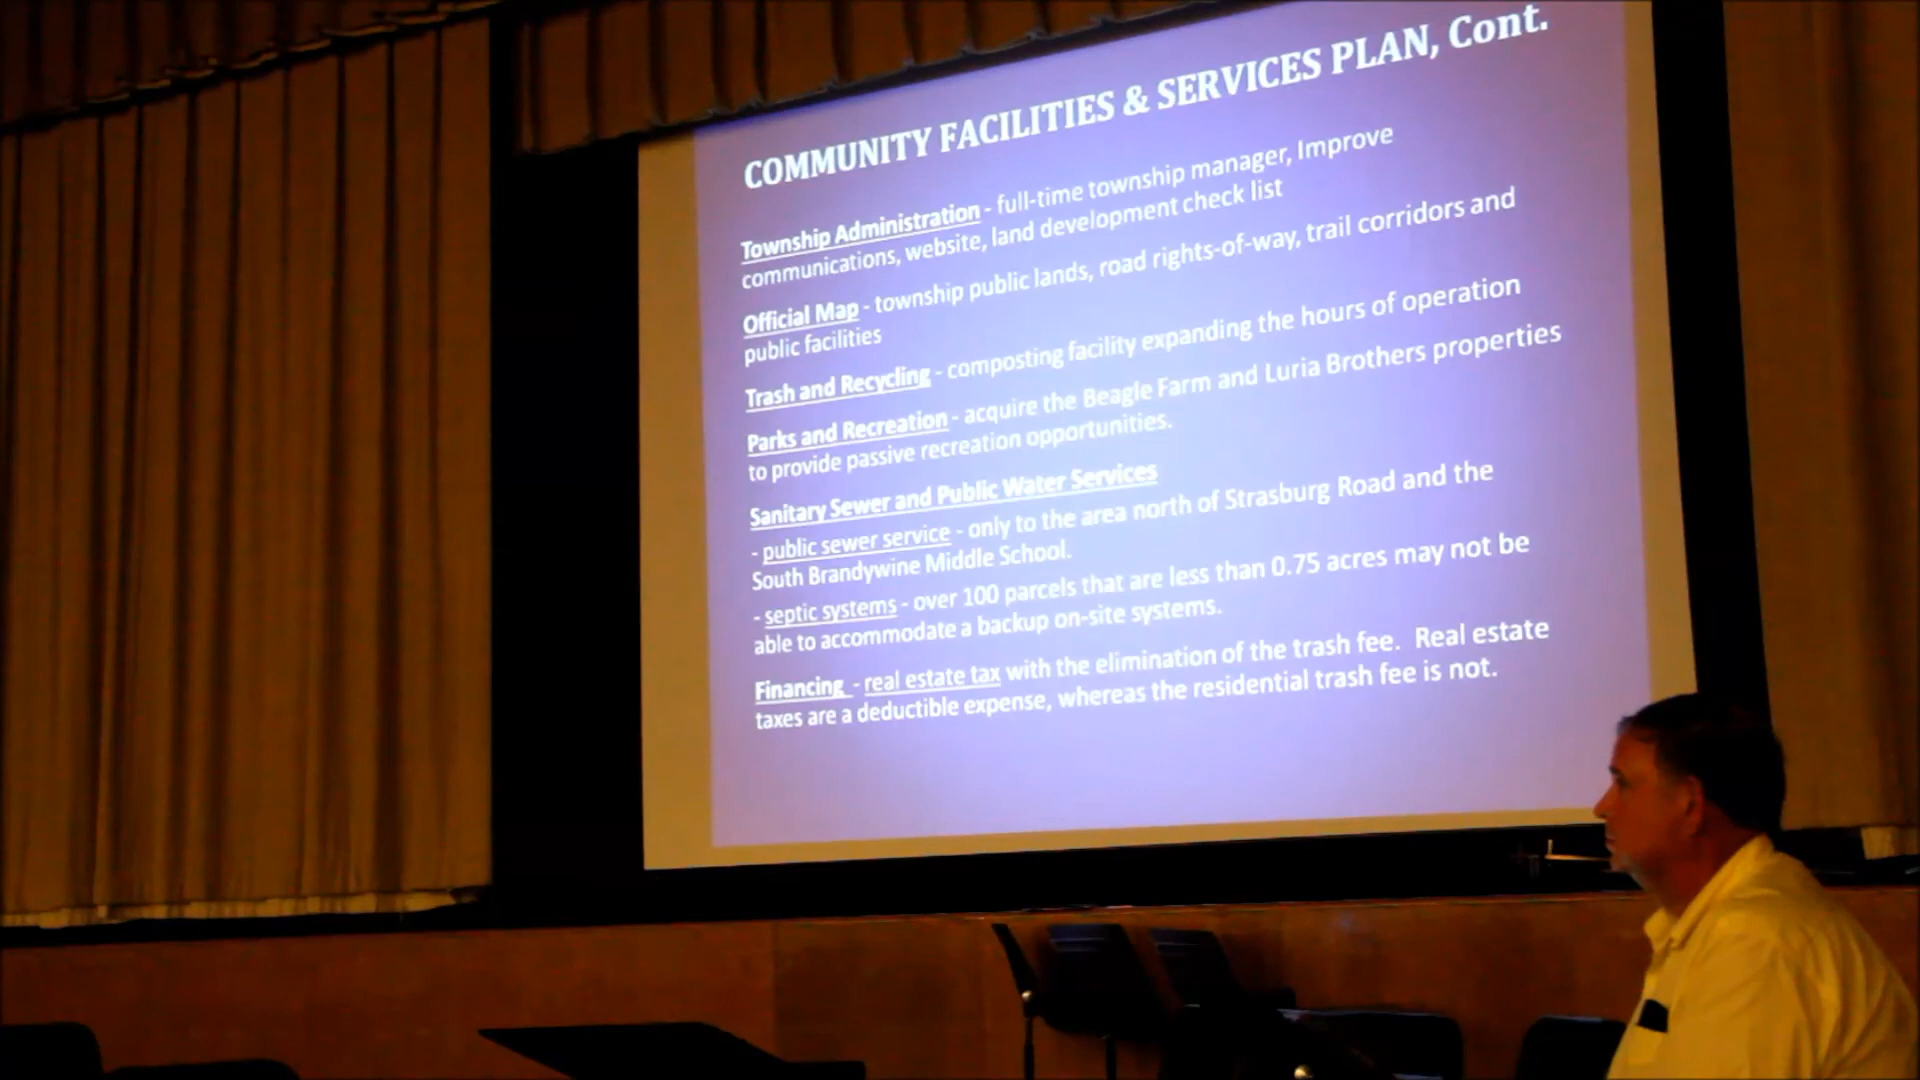 COMMUNITY FACILITIES & SERVICES PLAN, Cont.
Township Administration - full-time township manager, Improve
communications, website, land development check list
Official Map - township public lands, road rights-of-way, trail corridors and
public facilities
Trash and Recycling - composting facility expanding the hours of operation
Parks and Recreation - acquire the Beagle Farm and Luria Brothers properties
to provide passive recreation opportunities.
Sanitary Sewer and Public Water Services
- public sewer service - only to the area north of Strasburg Road and the
South Brandywine Middle School.
- septic systems - over 100 parcels that are less than 0.75 acres may not be
able to accommodate a backup on-site systems.
Financing - real estate tax with the elimination of the trash fee. Real estate
taxes are a deductible expense, whereas the residential trash fee is not.